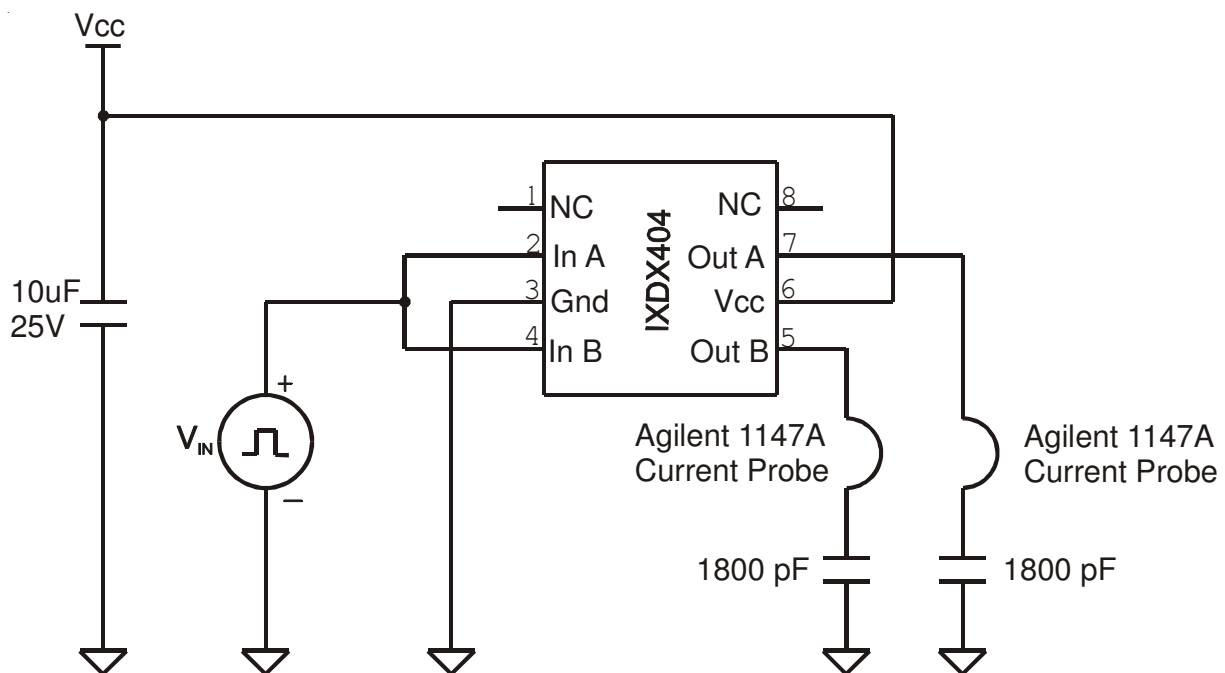 Vcc
10uF
25V
V_IN
+
−
1
NC
2
In A
3
Gnd
4
In B
IXDX404
8
NC
7
Out A
6
Vcc
5
Out B
Agilent 1147A
Current Probe
Agilent 1147A
Current Probe
1800 pF
1800 pF